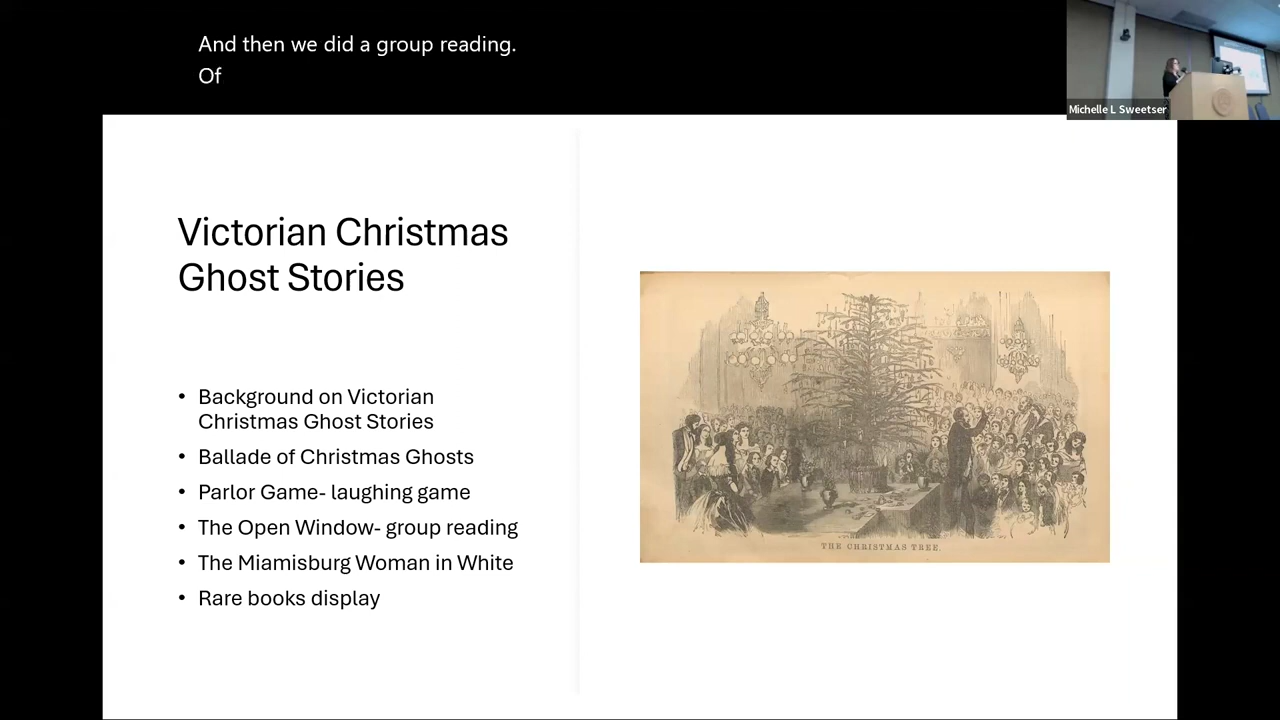 And then we did a group reading.
Of
Michelle L Sweetser
Victorian Christmas
Ghost Stories
• Background on Victorian
Christmas Ghost Stories
• Ballade of Christmas Ghosts
• Parlor Game- laughing game
• The Open Window- group reading
• The Miamisburg Woman in White
• Rare books display
THE CHRISTMAS TREE.